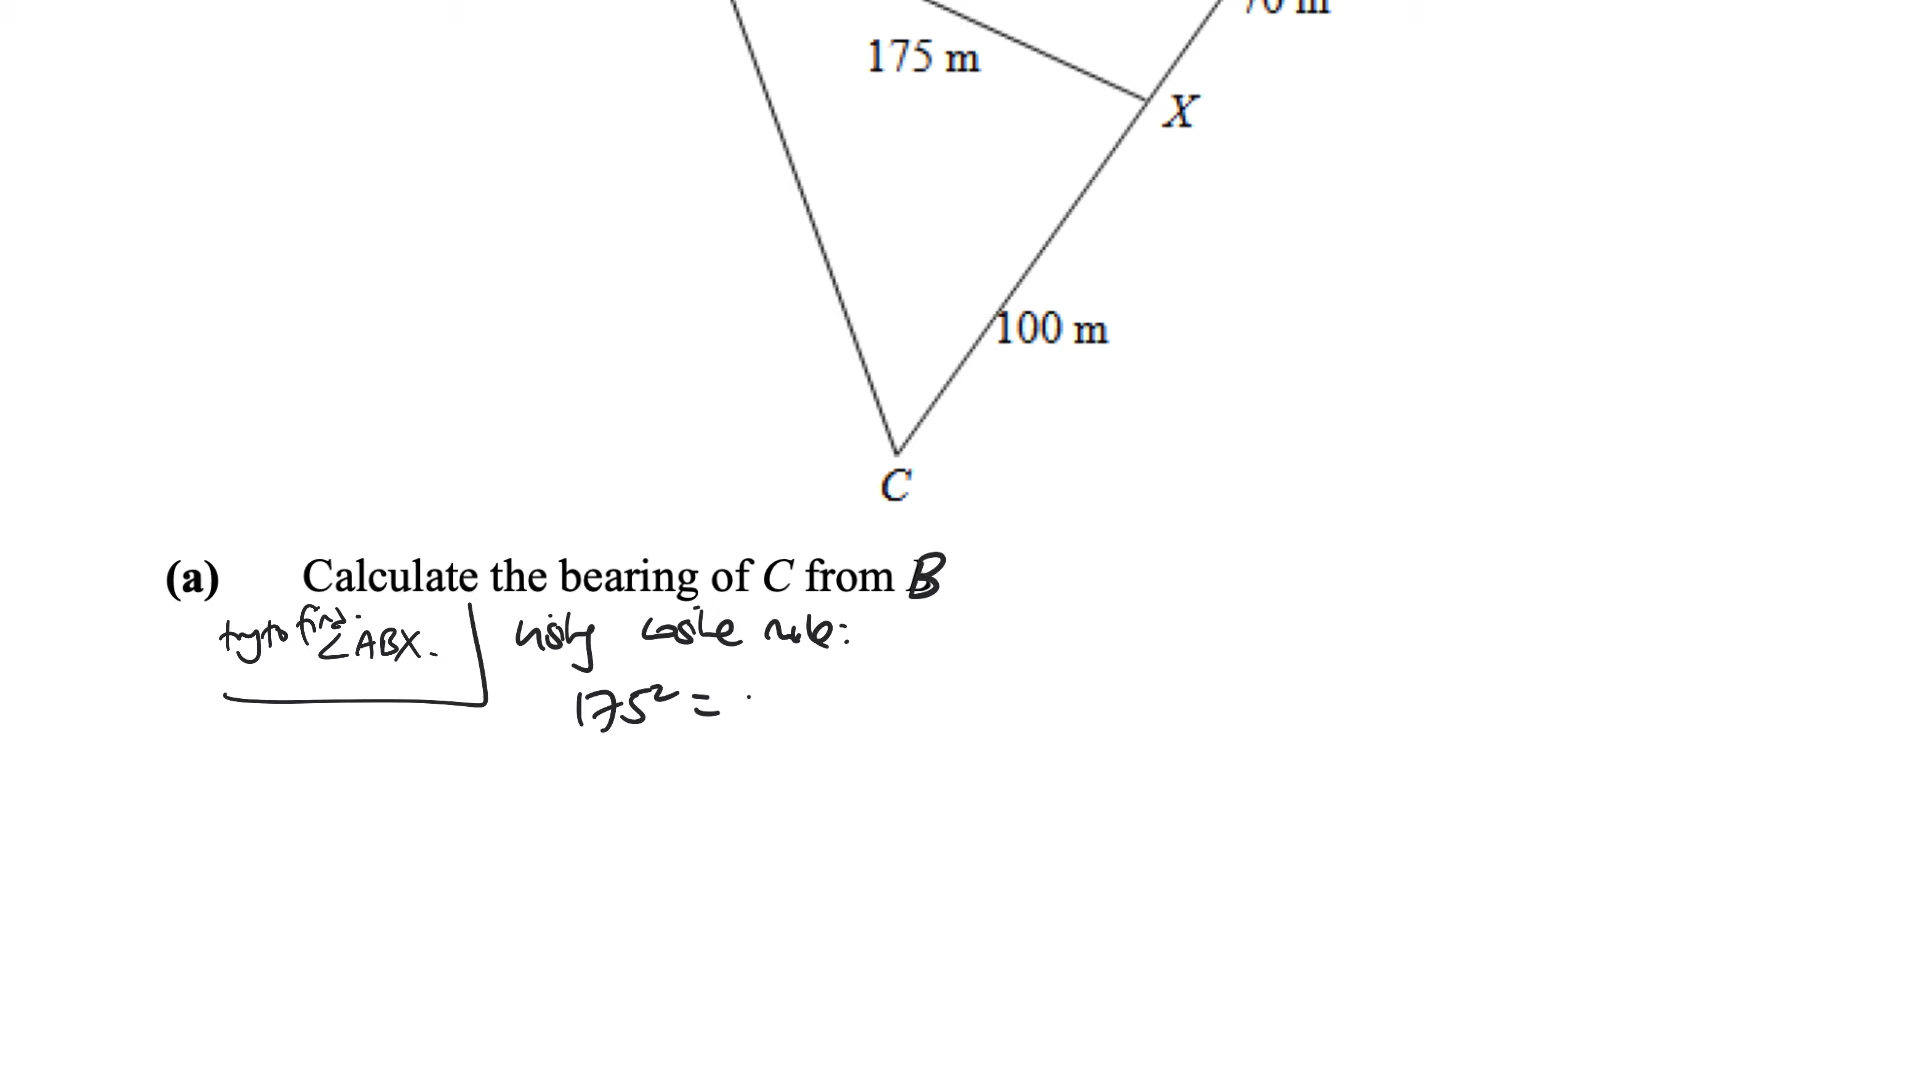 70 m
175 m
X
100 m
C
(a) Calculate the bearing of C from B
try to find ∠ABX. using cosine rule:
175² =